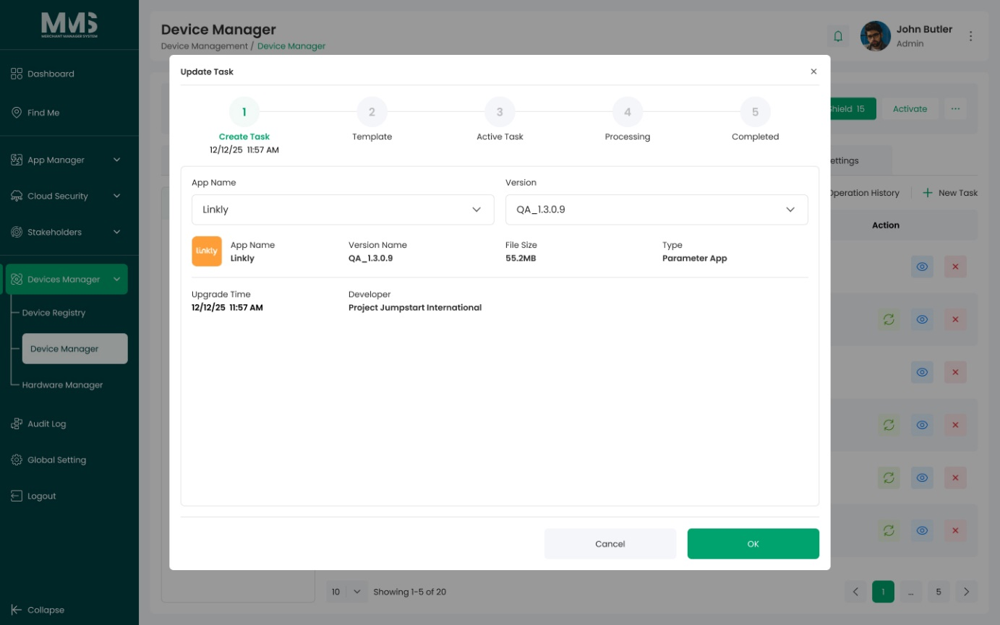 MMS
MERCHANT MANAGER SYSTEM
Dashboard
Find Me
App Manager
Cloud Security
Stakeholders
Devices Manager
Device Registry
Device Manager
Hardware Manager
Audit Log
Global Setting
Logout
Collapse
Device Manager
Device Management / Device Manager
John Butler
Admin
15
Activate
Operation History
New Task
Action
Update Task
1
2
3
4
5
Create Task
Template
Active Task
Processing
Completed
12/12/25 11:57 AM
App Name
Version
Linkly
QA_1.3.0.9
linkly
App Name
Version Name
File Size
Type
Linkly
QA_1.3.0.9
55.2MB
Parameter App
Upgrade Time
Developer
12/12/25 11:57 AM
Project Jumpstart International
Cancel
OK
10
Showing 1-5 of 20
1
...
5